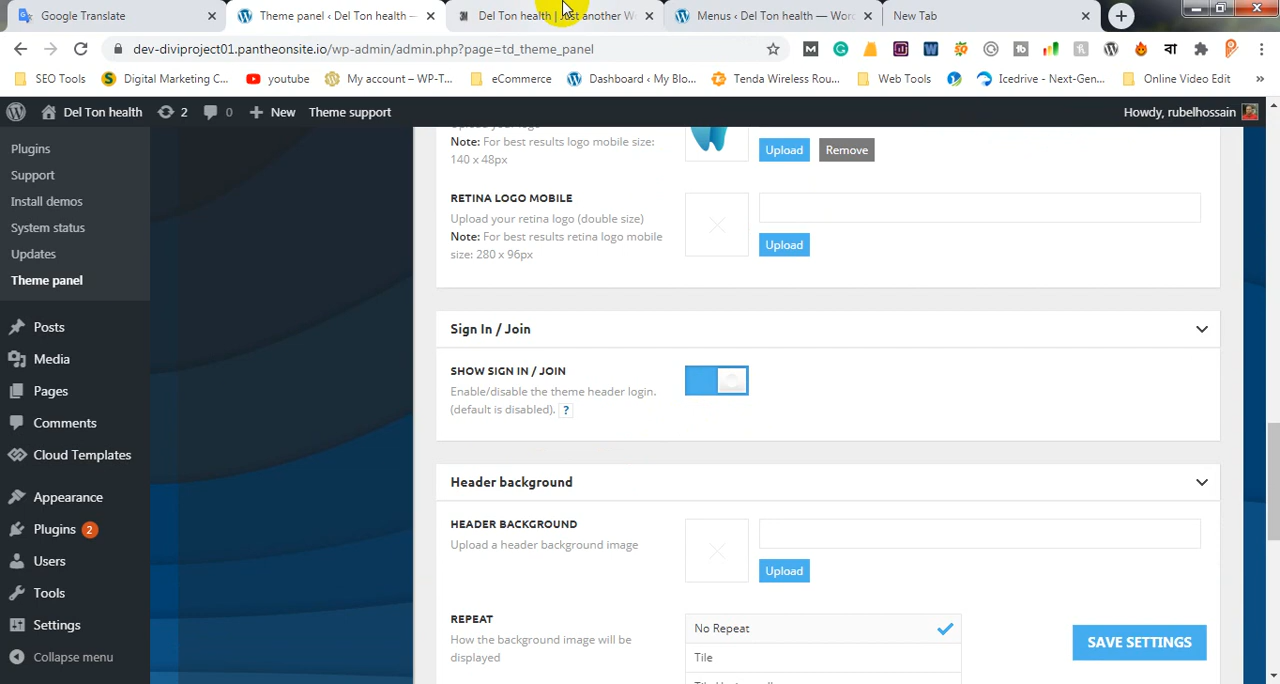 Google Translate
Theme panel ‹ Del Ton health —
Del Ton health | Just another W
Menus ‹ Del Ton health — Wor
New Tab
dev-diviproject01.pantheonsite.io/wp-admin/admin.php?page=td_theme_panel
SEO Tools
Digital Marketing C...
youtube
My account – WP-T...
eCommerce
Dashboard ‹ My Blo...
Tenda Wireless Rou...
Web Tools
Icedrive - Next-Gen...
Online Video Edit
»
Del Ton health
2
0
New
Theme support
Howdy, rubelhossain
Plugins
Support
Install demos
System status
Updates
Theme panel
Posts
Media
Pages
Comments
Cloud Templates
Appearance
Plugins 2
Users
Tools
Settings
Collapse menu
Note: For best results logo mobile size:
140 x 48px
Upload
Remove
RETINA LOGO MOBILE
Upload your retina logo (double size)
Note: For best results retina logo mobile
size: 280 x 96px
Upload
Sign In / Join
SHOW SIGN IN / JOIN
Enable/disable the theme header login.
(default is disabled). ?
Header background
HEADER BACKGROUND
Upload a header background image
Upload
REPEAT
How the background image will be
displayed
No Repeat
Tile
SAVE SETTINGS